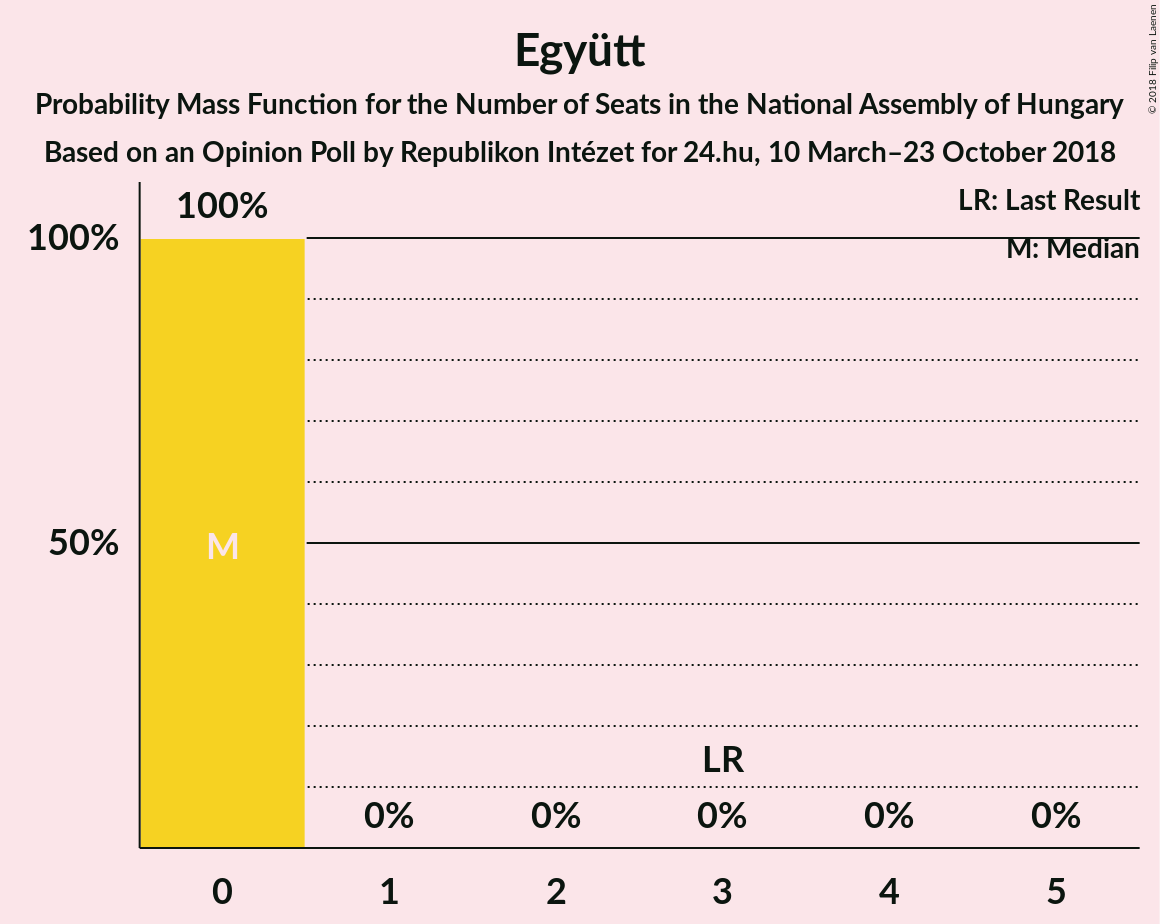 Együtt
Probability Mass Function for the Number of Seats in the National Assembly of Hungary
Based on an Opinion Poll by Republikon Intézet for 24.hu, 10 March–23 October 2018
© 2018 Filip van Laenen
LR: Last Result
M: Median
100%
100%
50%
M
LR
0% 0% 0% 0% 0%
0 1 2 3 4 5